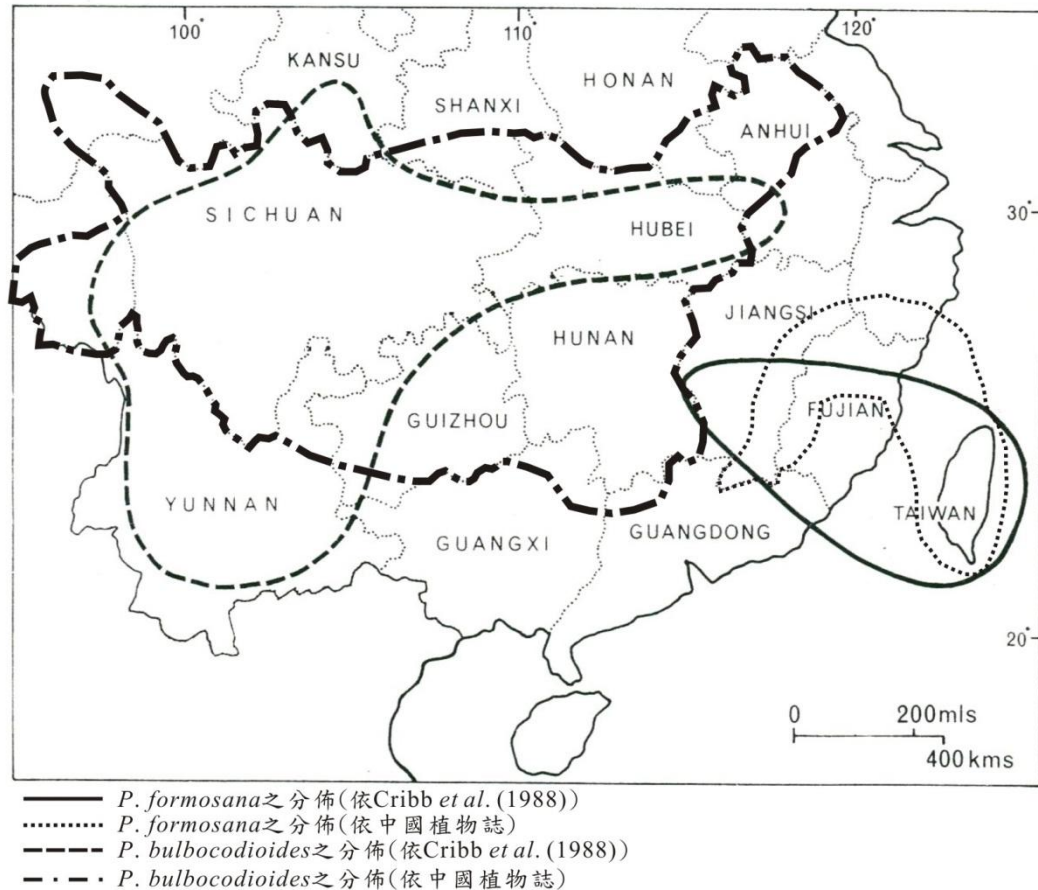 100° 110° 120°
KANSU
HONAN
SHANXI
ANHUI
30°
SICHUAN
HUBEI
JIANGSI
HUNAN
FUJIAN
GUIZHOU
YUNNAN
TAIWAN
GUANGXI
GUANGDONG
20°
0 200mls
400kms
P. formosana之分佈(依Cribb et al. (1988))
P. formosana之分佈(依中國植物誌)
P. bulbocodioides之分佈(依Cribb et al. (1988))
P. bulbocodioides之分佈(依中國植物誌)